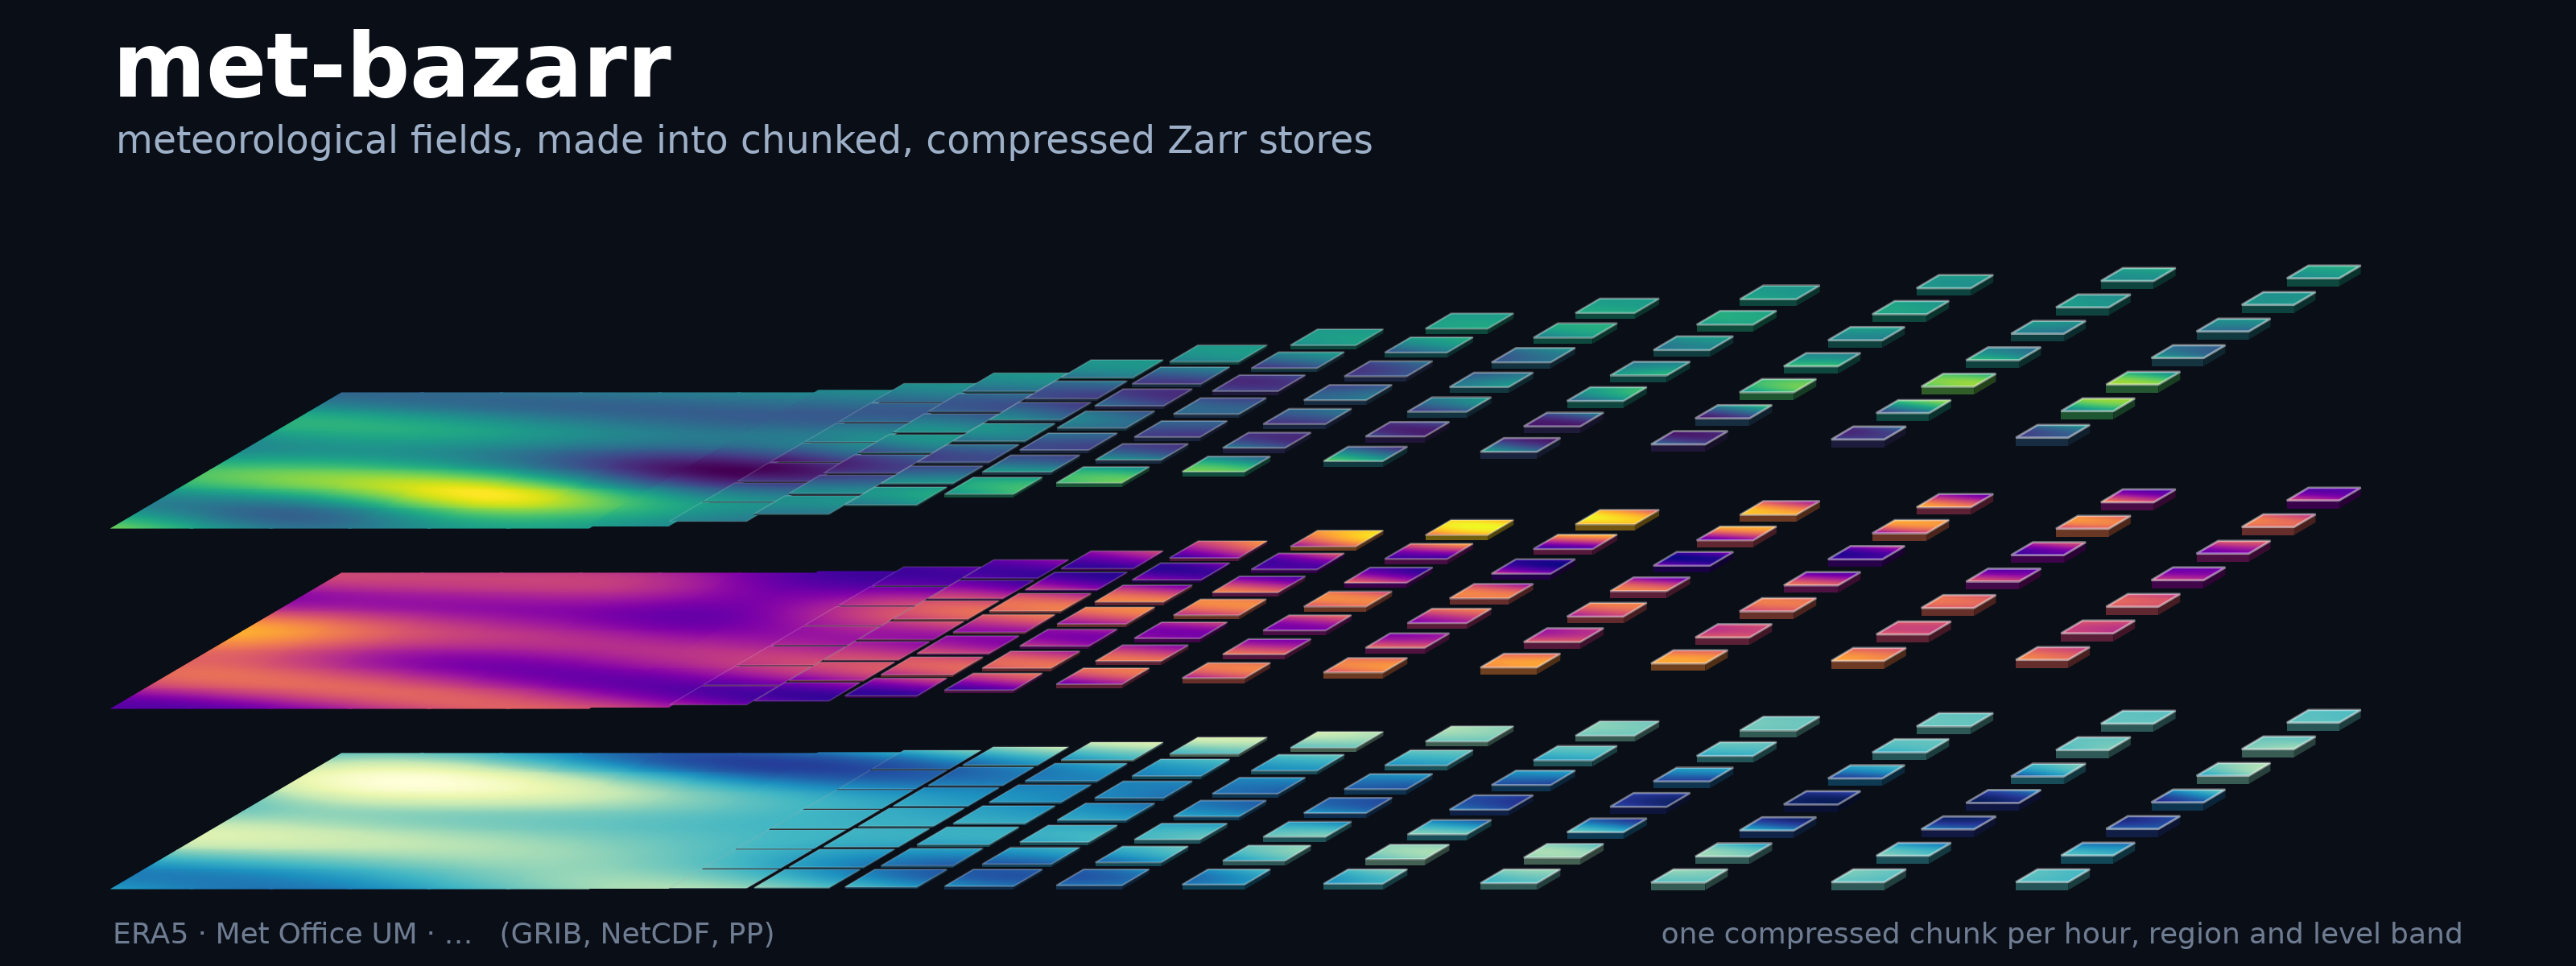 met-bazarr
meteorological fields, made into chunked, compressed Zarr stores
ERA5 · Met Office UM · … (GRIB, NetCDF, PP)
one compressed chunk per hour, region and level band